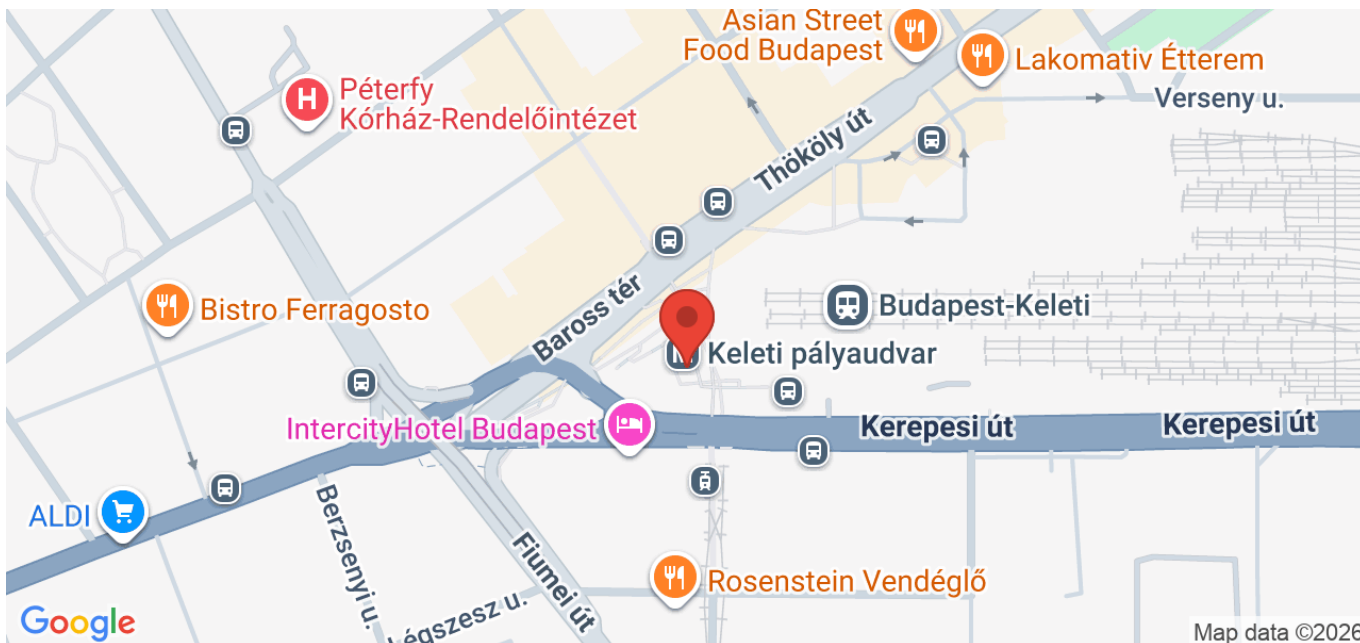 Asian Street
Food Budapest
Lakomativ Étterem
Péterfy
Kórház-Rendelőintézet
Verseny u.
Thököly út
Bistro Ferragosto
Baross tér
Budapest-Keleti
Keleti pályaudvar
IntercityHotel Budapest
Kerepesi út
Kerepesi út
ALDI
Berzsenyi u.
Fiumei út
Rosenstein Vendéglő
Légszesz u.
Google
Map data ©2026